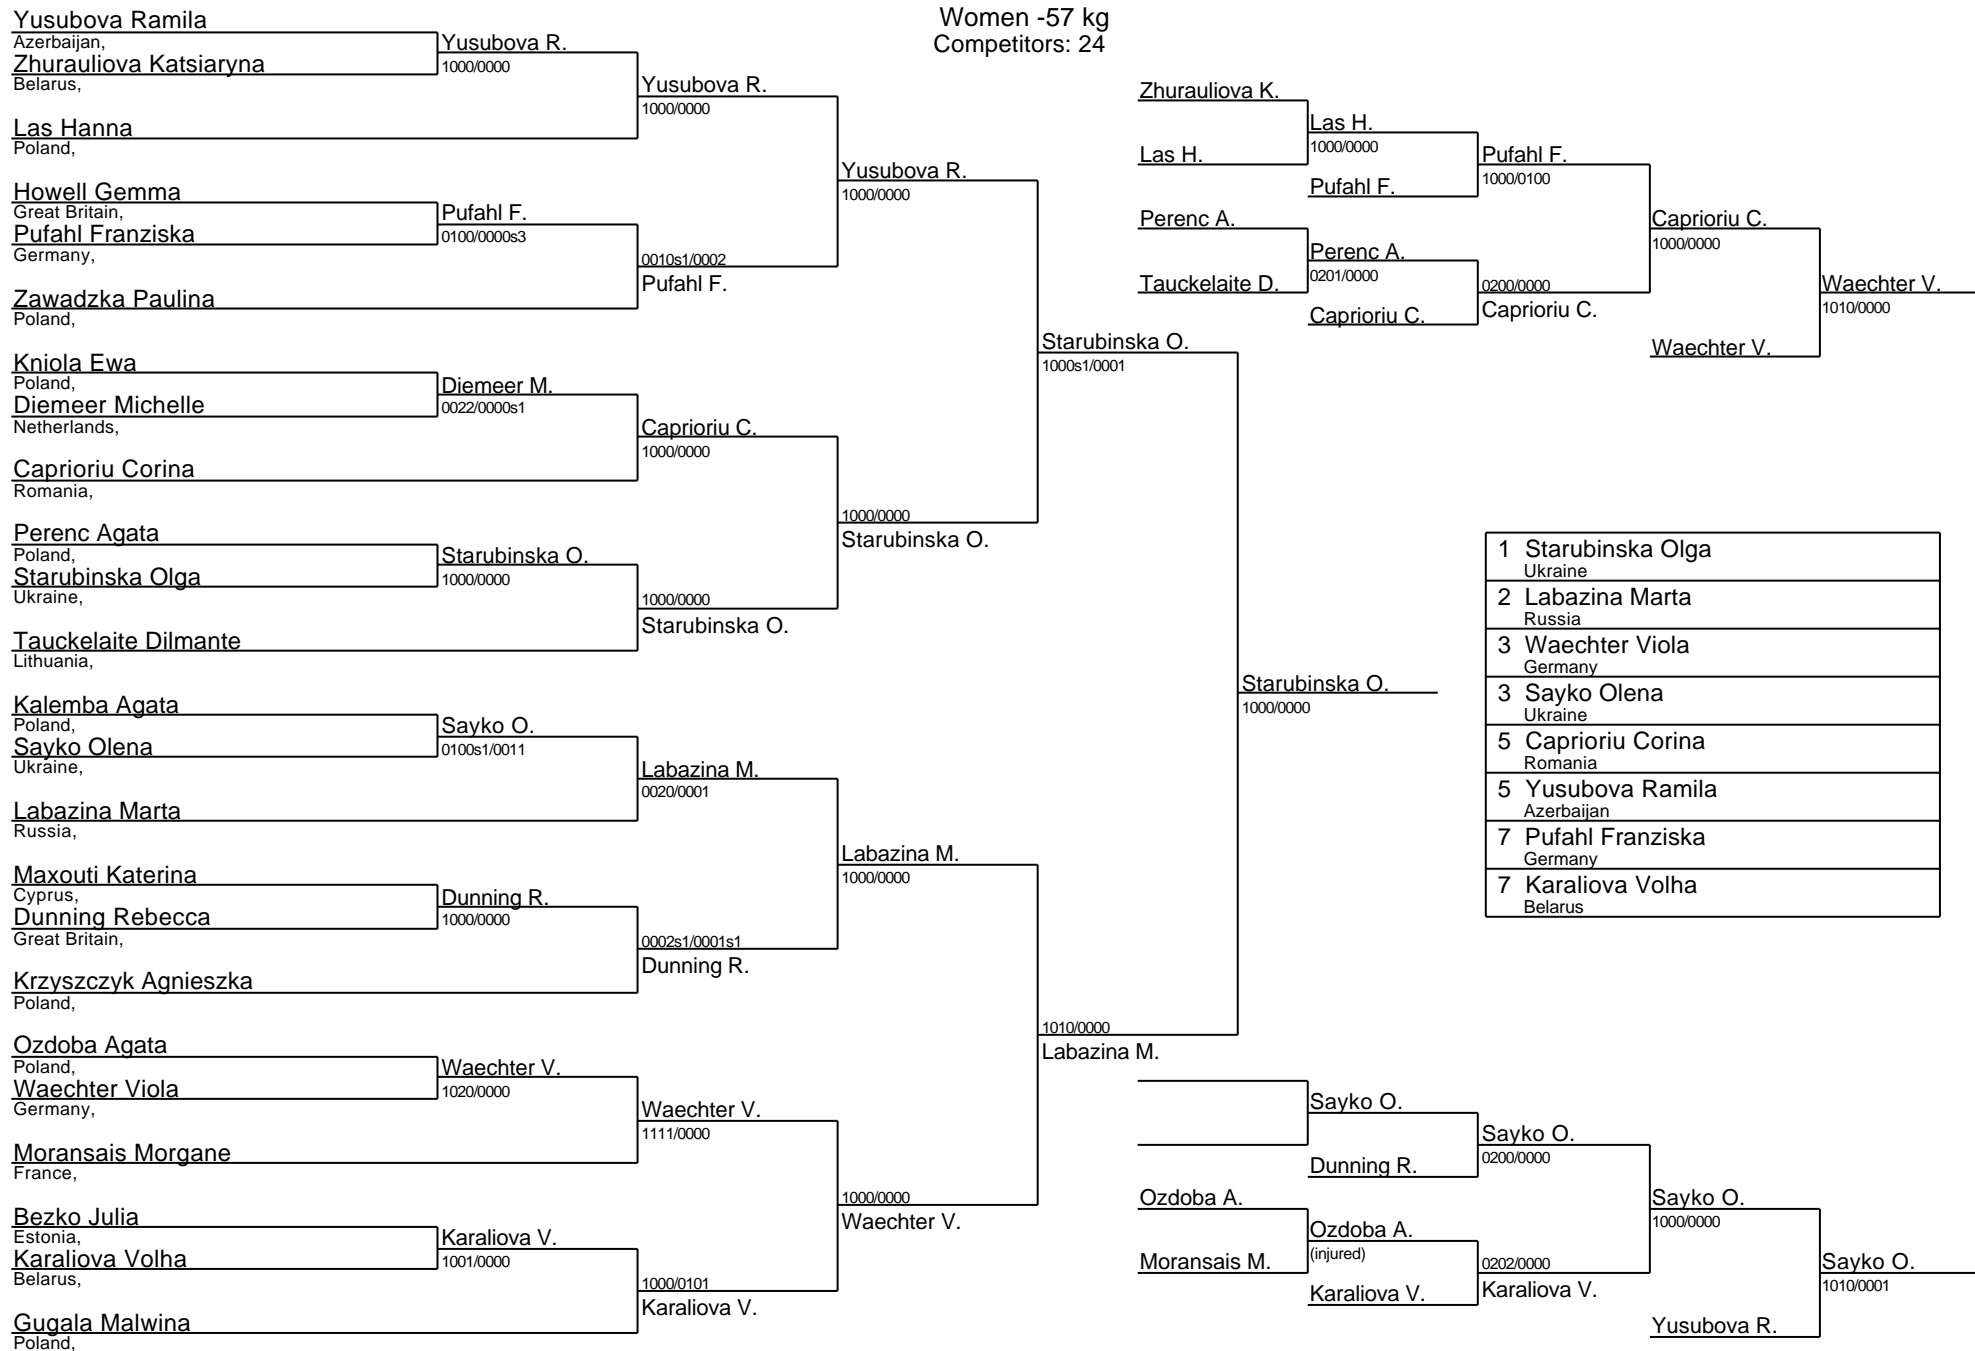 Women -57 kg
Competitors: 24
Yusubova Ramila
Azerbaijan,
Zhurauliova Katsiaryna
Belarus,
Las Hanna
Poland,
Howell Gemma
Great Britain,
Pufahl Franziska
Germany,
Zawadzka Paulina
Poland,
Kniola Ewa
Poland,
Diemeer Michelle
Netherlands,
Caprioriu Corina
Romania,
Perenc Agata
Poland,
Starubinska Olga
Ukraine,
Tauckelaite Dilmante
Lithuania,
Kalemba Agata
Poland,
Sayko Olena
Ukraine,
Labazina Marta
Russia,
Maxouti Katerina
Cyprus,
Dunning Rebecca
Great Britain,
Krzyszczyk Agnieszka
Poland,
Ozdoba Agata
Poland,
Waechter Viola
Germany,
Moransais Morgane
France,
Bezko Julia
Estonia,
Karaliova Volha
Belarus,
Gugala Malwina
Poland,
Yusubova R.
1000/0000
Pufahl F.
0100/0000s3
Diemeer M.
0022/0000s1
Starubinska O.
1000/0000
Sayko O.
0100s1/0011
Dunning R.
1000/0000
Waechter V.
1020/0000
Karaliova V.
1001/0000
Yusubova R.
1000/0000
0010s1/0002
Pufahl F.
Caprioriu C.
1000/0000
1000/0000
Starubinska O.
Labazina M.
0020/0001
0002s1/0001s1
Dunning R.
Waechter V.
1111/0000
1000/0101
Karaliova V.
Yusubova R.
1000/0000
1000/0000
Starubinska O.
Labazina M.
1000/0000
1000/0000
Waechter V.
Starubinska O.
1000s1/0001
1010/0000
Labazina M.
Starubinska O.
1000/0000
Zhurauliova K.
Las H.
Las H.
1000/0000
Pufahl F.
Pufahl F.
1000/0100
Perenc A.
Tauckelaite D.
Perenc A.
0201/0000
Caprioriu C.
0200/0000
Caprioriu C.
Caprioriu C.
1000/0000
Waechter V.
Waechter V.
1010/0000
1 Starubinska Olga
Ukraine
2 Labazina Marta
Russia
3 Waechter Viola
Germany
3 Sayko Olena
Ukraine
5 Caprioriu Corina
Romania
5 Yusubova Ramila
Azerbaijan
7 Pufahl Franziska
Germany
7 Karaliova Volha
Belarus
Sayko O.
Dunning R.
Sayko O.
0200/0000
Ozdoba A.
Moransais M.
Ozdoba A.
(injured)
Karaliova V.
0202/0000
Karaliova V.
Sayko O.
1000/0000
Yusubova R.
Sayko O.
1010/0001